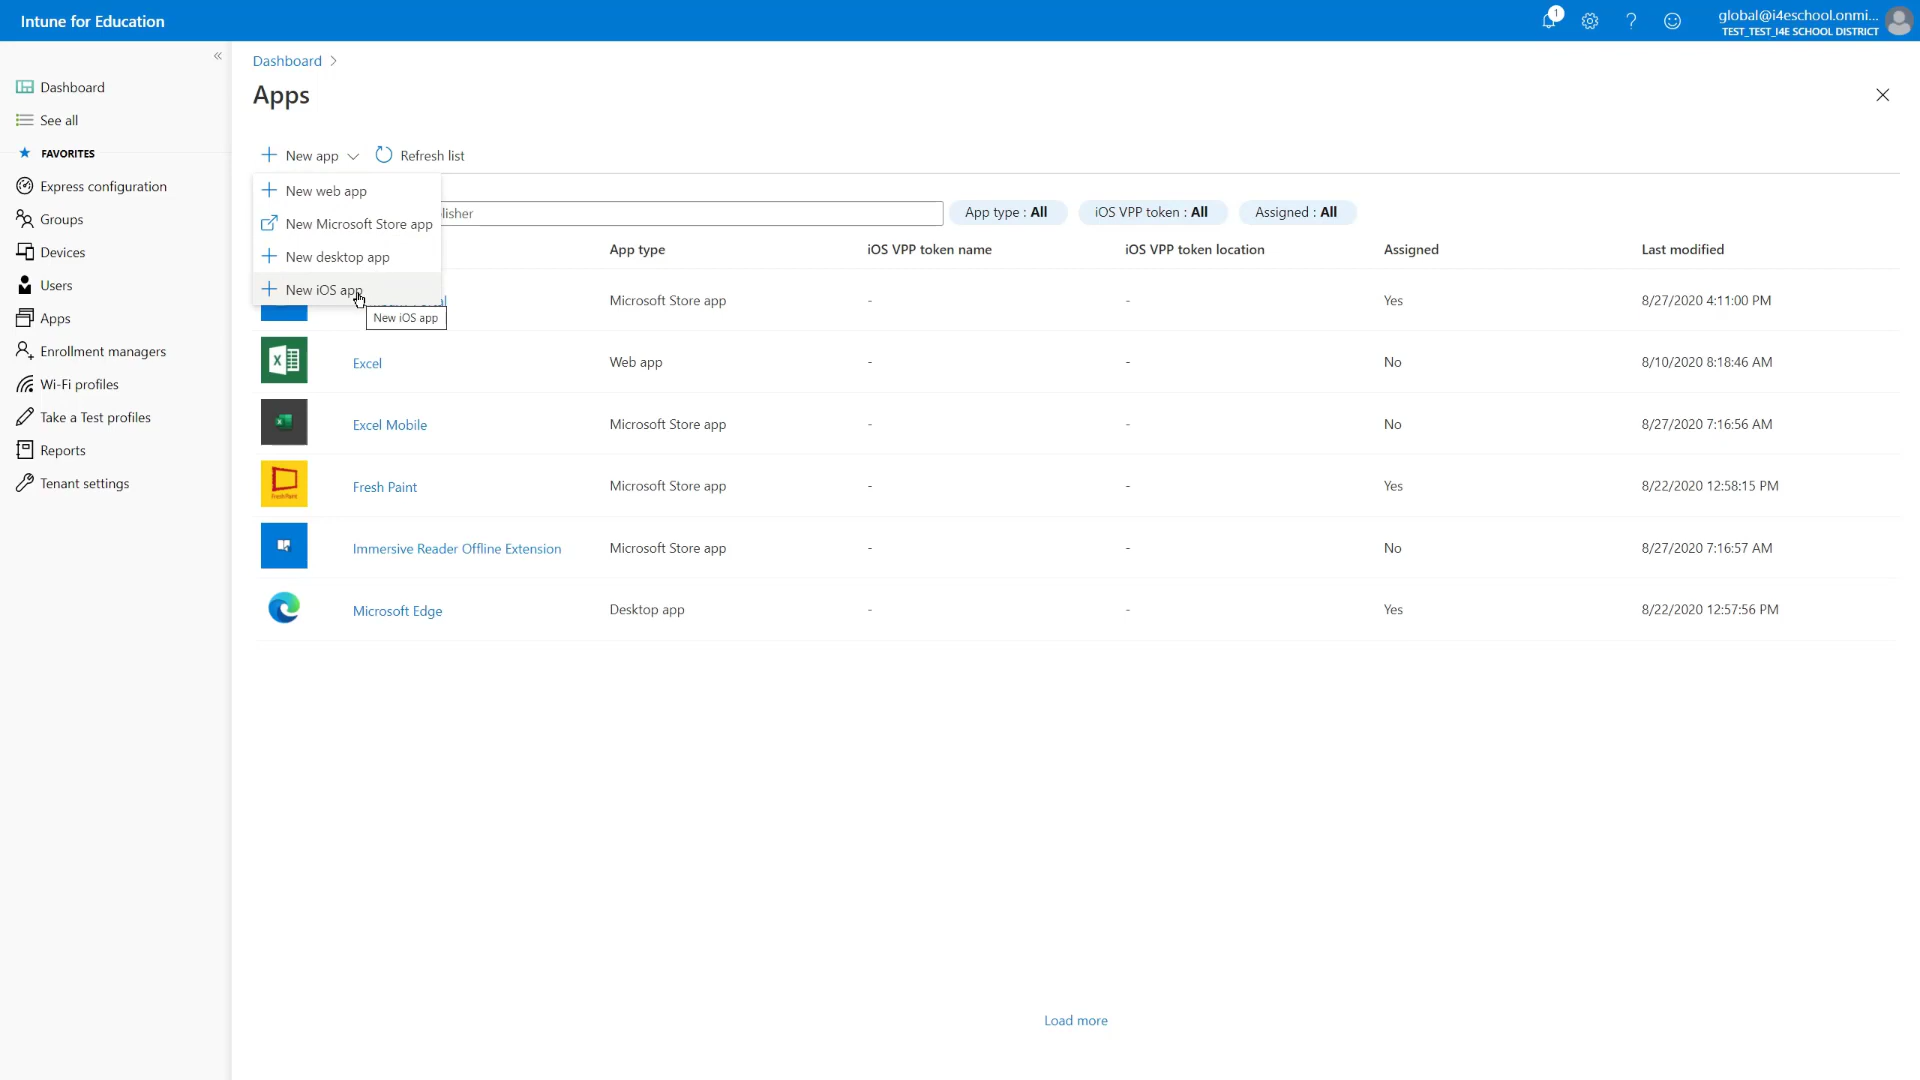 Intune for Education
1
global@i4eschool.onmi...
TEST_TEST_I4E SCHOOL DISTRICT
Dashboard
See all
FAVORITES
Express configuration
Groups
Devices
Users
Apps
Enrollment managers
Wi-Fi profiles
Take a Test profiles
Reports
Tenant settings
Dashboard
Apps
New app
Refresh list
New web app
New Microsoft Store app
New desktop app
New iOS app
New iOS app
lisher
App type : All
iOS VPP token : All
Assigned : All
App type
iOS VPP token name
iOS VPP token location
Assigned
Last modified
Microsoft Store app - - Yes 8/27/2020 4:11:00 PM
Excel Web app - - No 8/10/2020 8:18:46 AM
Excel Mobile Microsoft Store app - - No 8/27/2020 7:16:56 AM
Fresh Paint Fresh Paint Microsoft Store app - - Yes 8/22/2020 12:58:15 PM
Immersive Reader Offline Extension Microsoft Store app - - No 8/27/2020 7:16:57 AM
Microsoft Edge Desktop app - - Yes 8/22/2020 12:57:56 PM
Load more